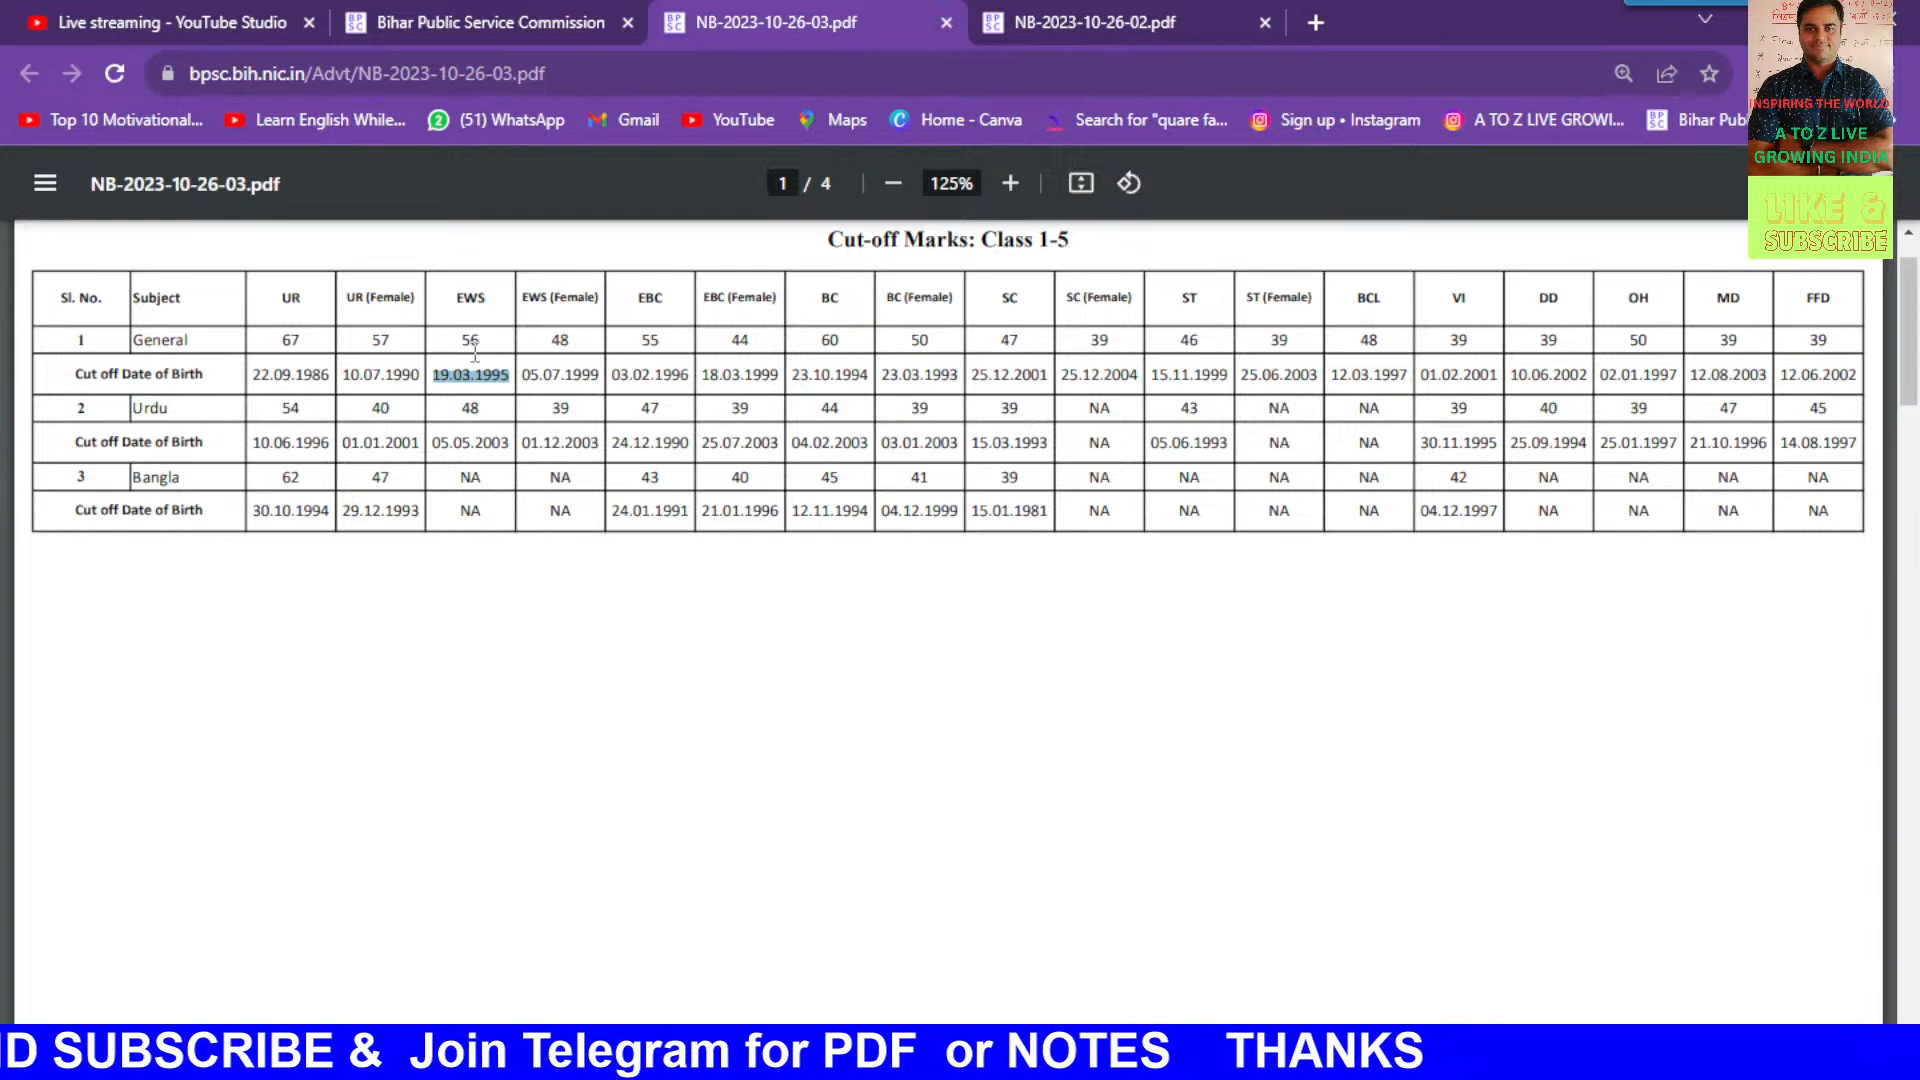 Live streaming - YouTube Studio
Bihar Public Service Commission
NB-2023-10-26-03.pdf
NB-2023-10-26-02.pdf
bpsc.bih.nic.in/Advt/NB-2023-10-26-03.pdf
Top 10 Motivational...
Learn English While...
(51) WhatsApp
Gmail
YouTube
Maps
Home - Canva
Search for "quare fa...
Sign up • Instagram
A TO Z LIVE GROWI...
Bihar Pub
INSPIRING THE WORLD
A TO Z LIVE
GROWING INDIA
LIKE &
SUBSCRIBE
NB-2023-10-26-03.pdf
1 / 4
125%
Cut-off Marks: Class 1-5
Sl. No. Subject UR UR (Female) EWS EWS (Female) EBC EBC (Female) BC BC (Female) SC SC (Female) ST ST (Female) BCL VI DD OH MD FFD
1 General 67 57 56 48 55 44 60 50 47 39 46 39 48 39 39 50 39 39
Cut off Date of Birth 22.09.1986 10.07.1990 19.03.1995 05.07.1999 03.02.1996 18.03.1999 23.10.1994 23.03.1993 25.12.2001 25.12.2004 15.11.1999 25.06.2003 12.03.1997 01.02.2001 10.06.2002 02.01.1997 12.08.2003 12.06.2002
2 Urdu 54 40 48 39 47 39 44 39 39 NA 43 NA NA 39 40 39 47 45
Cut off Date of Birth 10.06.1996 01.01.2001 05.05.2003 01.12.2003 24.12.1990 25.07.2003 04.02.2003 03.01.2003 15.03.1993 NA 05.06.1993 NA NA 30.11.1995 25.09.1994 25.01.1997 21.10.1996 14.08.1997
3 Bangla 62 47 NA NA 43 40 45 41 39 NA NA NA NA 42 NA NA NA NA
Cut off Date of Birth 30.10.1994 29.12.1993 NA NA 24.01.1991 21.01.1996 12.11.1994 04.12.1999 15.01.1981 NA NA NA NA 04.12.1997 NA NA NA NA
SUBSCRIBE & Join Telegram for PDF or NOTES THANKS